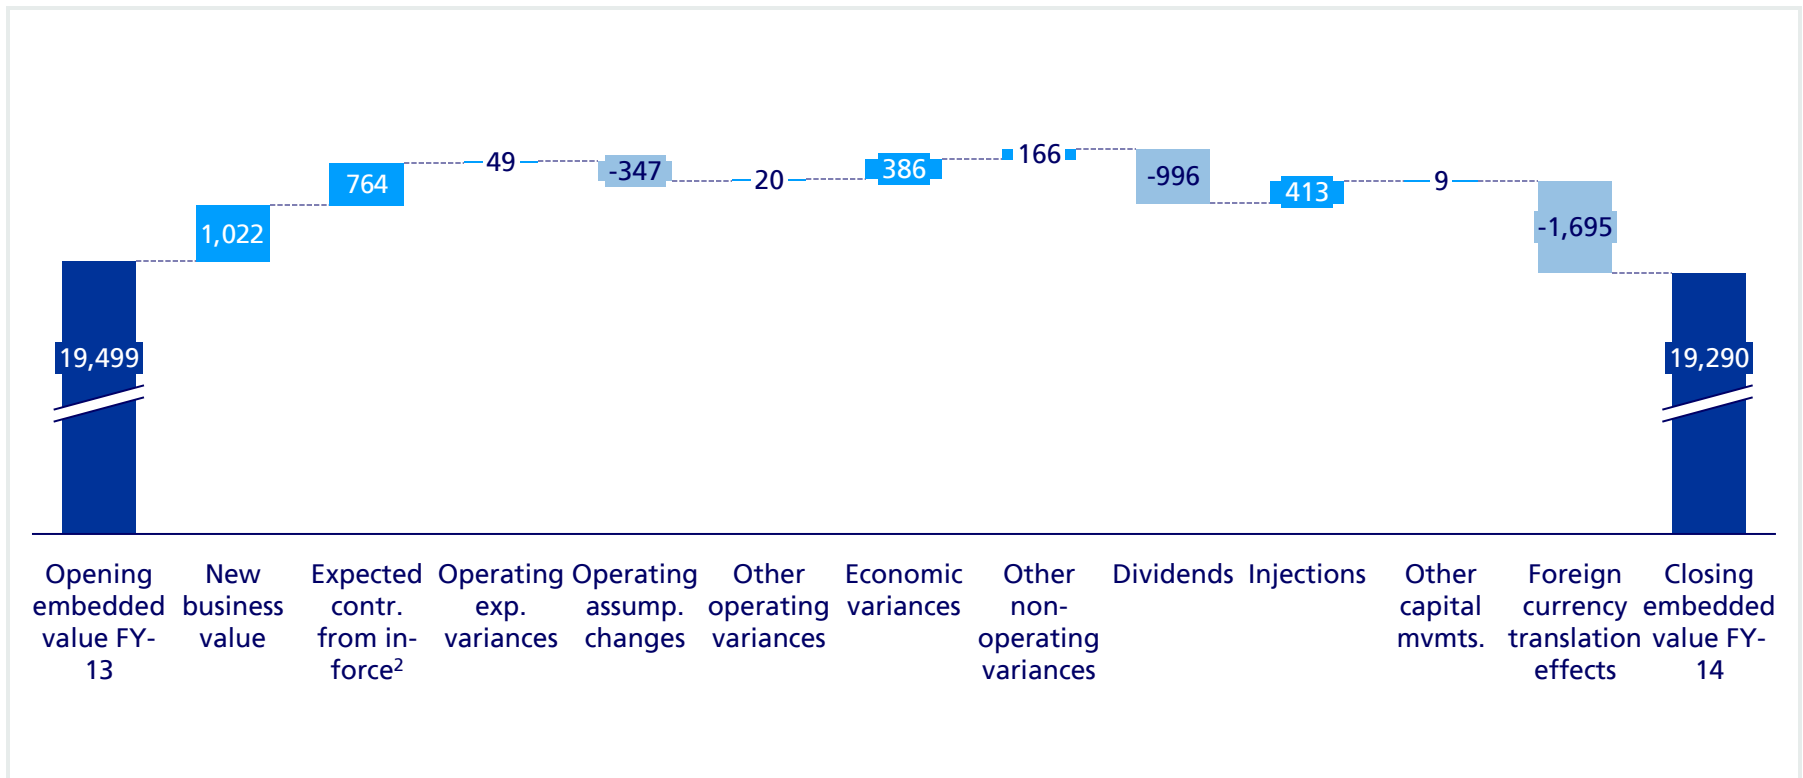 49
166
764
-347
386
-996
20
413
9
1,022
-1,695
19,499
19,290
Opening
embedded
value FY-
13
New
business
value
Expected
contr.
from in-
force²
Operating
exp.
variances
Operating
assump.
changes
Other
operating
variances
Economic
variances
Other
non-
operating
variances
Dividends
Injections
Other
capital
mvmts.
Foreign
currency
translation
effects
Closing
embedded
value FY-
14